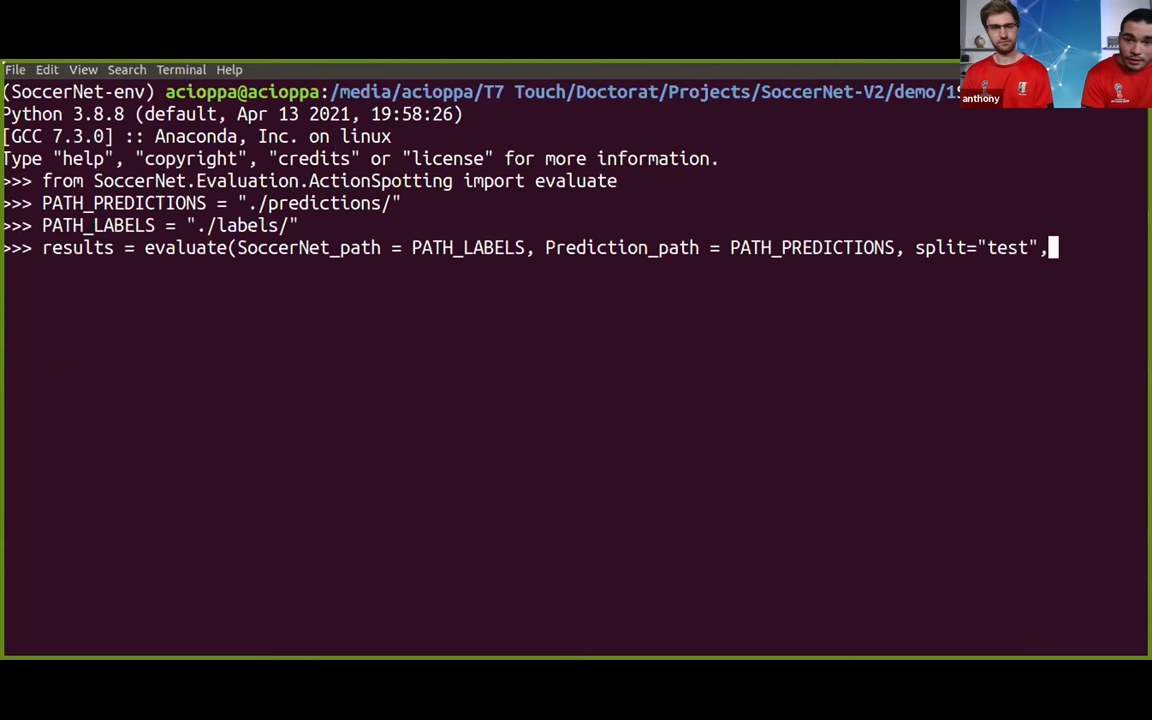 File Edit View Search Terminal Help
(SoccerNet-env) acioppa@acioppa:/media/acioppa/T7 Touch/Doctorat/Projects/SoccerNet-V2/demo/1S
Python 3.8.8 (default, Apr 13 2021, 19:58:26)
[GCC 7.3.0] :: Anaconda, Inc. on linux
Type "help", "copyright", "credits" or "license" for more information.
>>> from SoccerNet.Evaluation.ActionSpotting import evaluate
>>> PATH_PREDICTIONS = "./predictions/"
>>> PATH_LABELS = "./labels/"
>>> results = evaluate(SoccerNet_path = PATH_LABELS, Prediction_path = PATH_PREDICTIONS, split="test",
anthony